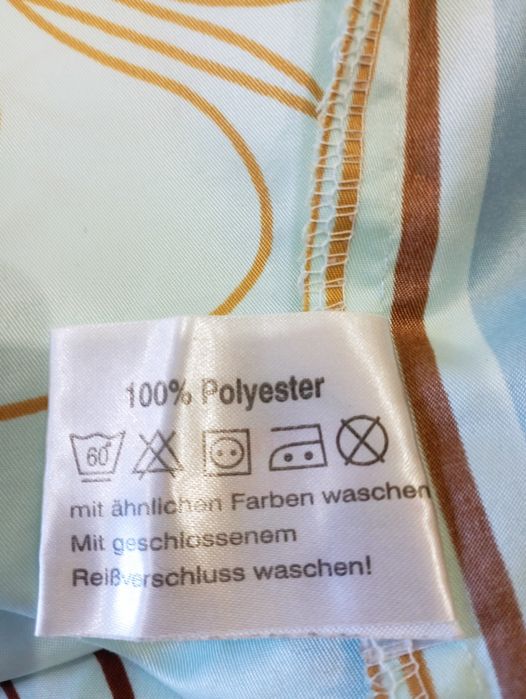 100% Polyester
60
mit ähnlichen Farben waschen
Mit geschlossenem
Reißverschluss waschen!